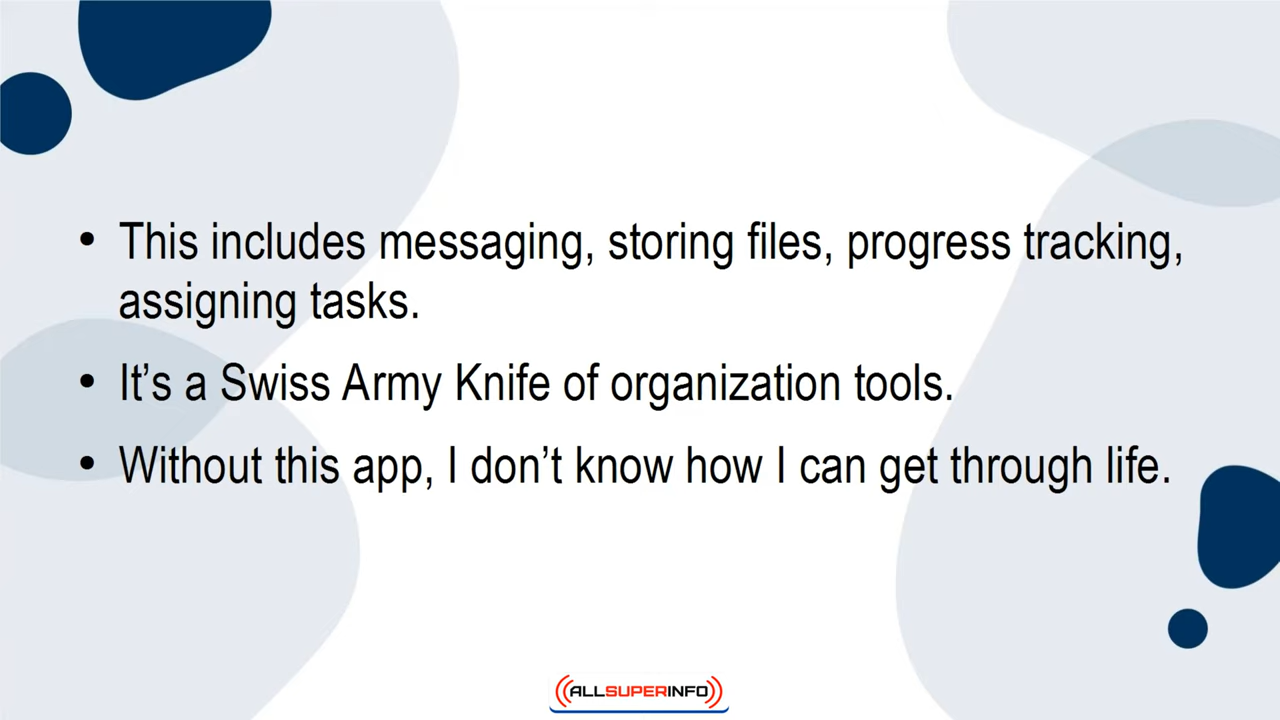 • This includes messaging, storing files, progress tracking,
assigning tasks.
• It’s a Swiss Army Knife of organization tools.
• Without this app, I don’t know how I can get through life.
ALLSUPERINFO